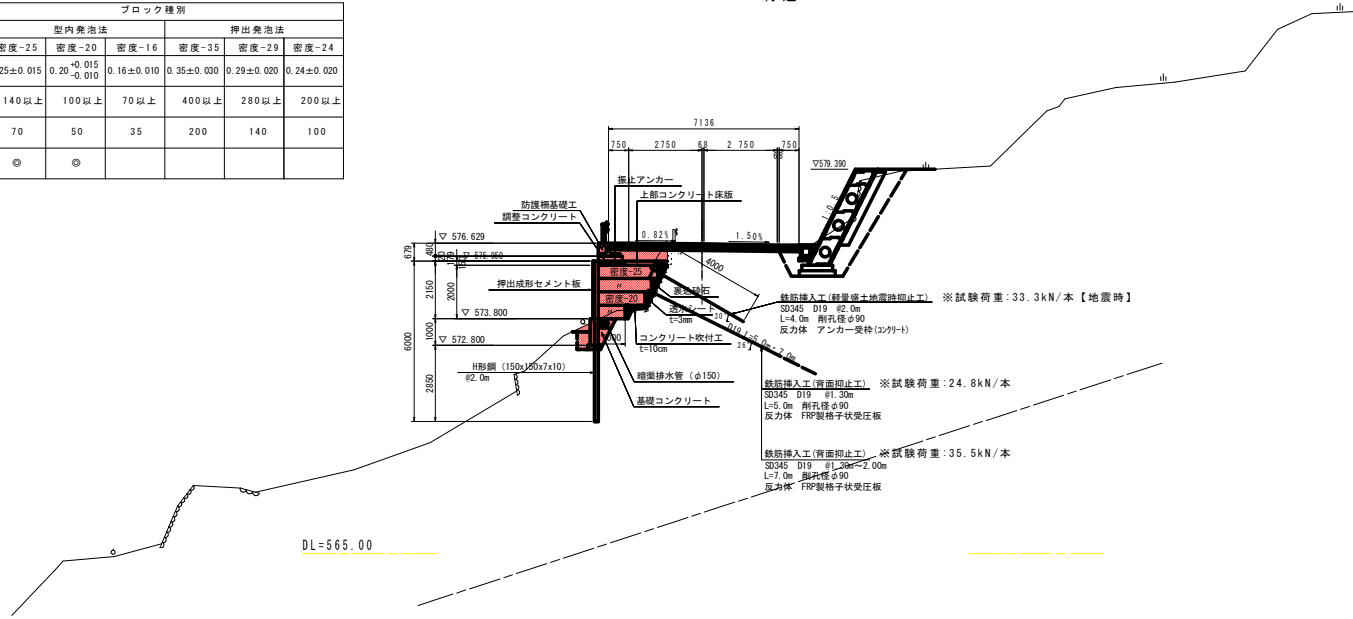 ブロック種別
型内発泡法 押出発泡法
密度-25 密度-20 密度-16 密度-35 密度-29 密度-24
25±0.015 0.20 +0.015 -0.010 0.16±0.010 0.35±0.030 0.29±0.020 0.24±0.020
140以上 100以上 70以上 400以上 280以上 200以上
70 50 35 200 140 100
◎ ◎
7136
750 2750 68 2 750 68 750
▽579.390
振止アンカー
上部コンクリート床版
防護柵基礎工
調整コンクリート
1:0.5
▽ 576.629
0.82%
1.50%
679
480
▽ 575.950
4000
密度-25
〃
押出成形セメント板
裏込砕石
2150
2000
密度-20
〃
透水シート
t=3mm
30
鉄筋挿入工(軽量盛土地震時抑止工) ※試験荷重:33.3kN/本【地震時】
SD345 D19 @2.0m
L=4.0m 削孔径φ90
反力体 アンカー受枠(コンクリート)
▽ 573.800
D19 L=5.0m・7.0m
26
6000
1000
▽ 572.800
コンクリート吹付工
t=10cm
H形鋼 (150x150x7x10)
@2.0m
暗渠排水管 (φ150)
2850
基礎コンクリート
鉄筋挿入工(背面抑止工) ※試験荷重:24.8kN/本
SD345 D19 @1.30m
L=5.0m 削孔径φ90
反力体 FRP製格子状受圧板
鉄筋挿入工(背面抑止工) ※試験荷重:35.5kN/本
SD345 D19 @1.30m~2.00m
L=7.0m 削孔径φ90
反力体 FRP製格子状受圧板
DL=565.00